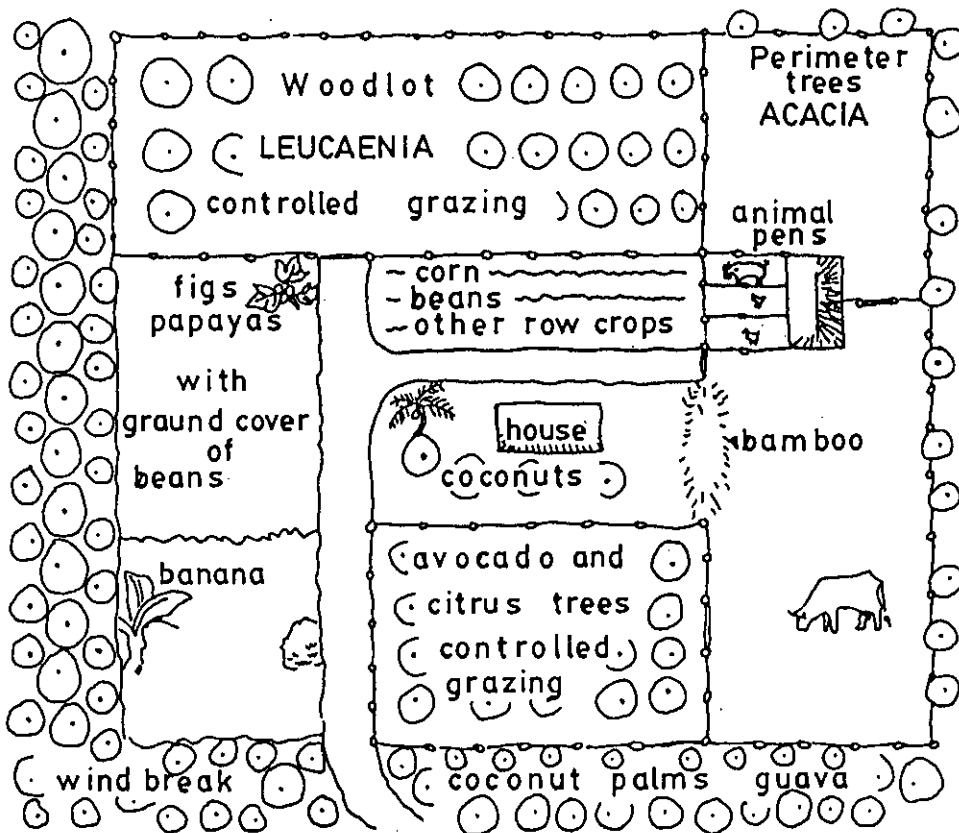 Woodlot
LEUCAENIA
controlled grazing
Perimeter
trees
ACACIA
animal
pens
figs
papayas
with
ground cover
of
beans
corn
beans
other row crops
house
coconuts
bamboo
banana
avocado and
citrus trees
controlled
grazing
wind break
coconut palms guava